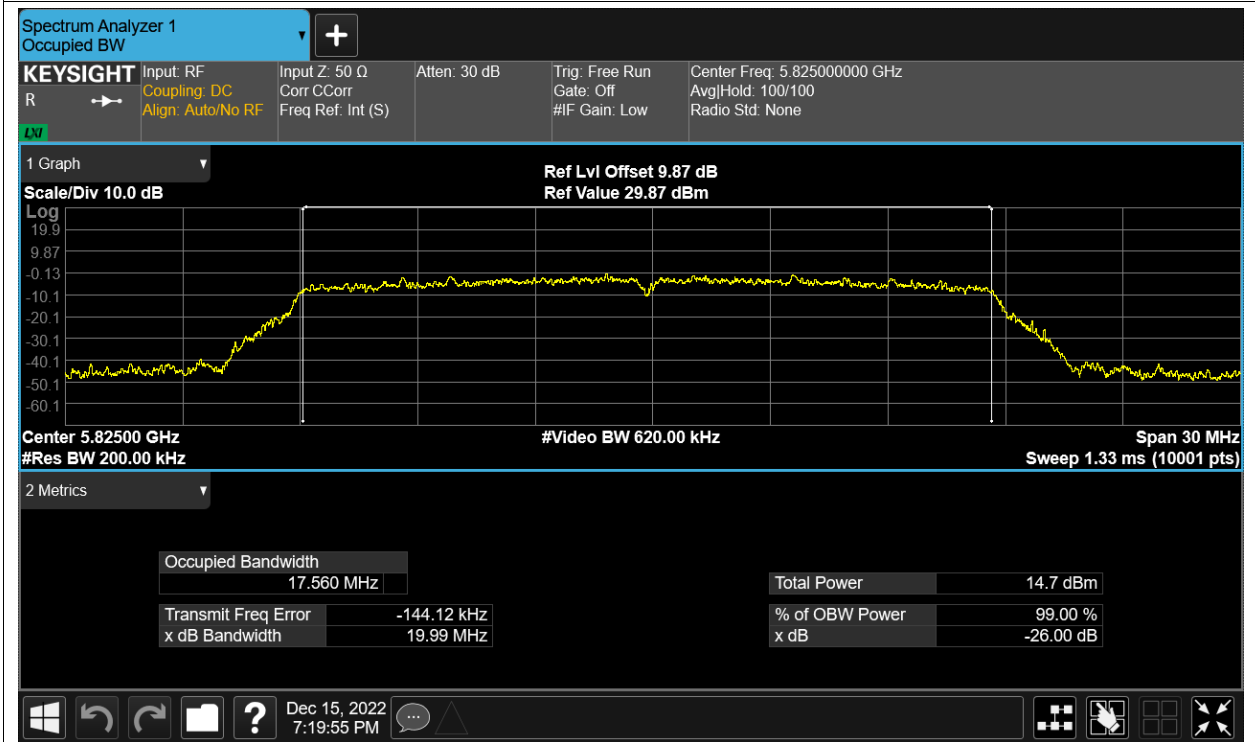 Spectrum Analyzer 1
Occupied BW
KEYSIGHT
R
LXI
Input: RF
Coupling: DC
Align: Auto/No RF
Input Z: 50 Ω
Corr CCorr
Freq Ref: Int (S)
Atten: 30 dB
Trig: Free Run
Gate: Off
#IF Gain: Low
Center Freq: 5.825000000 GHz
Avg|Hold: 100/100
Radio Std: None
1 Graph
Scale/Div 10.0 dB
Ref Lvl Offset 9.87 dB
Ref Value 29.87 dBm
Log
19.9
9.87
-0.13
-10.1
-20.1
-30.1
-40.1
-50.1
-60.1
Center 5.82500 GHz
#Video BW 620.00 kHz
Span 30 MHz
#Res BW 200.00 kHz
Sweep 1.33 ms (10001 pts)
2 Metrics
Occupied Bandwidth
17.560 MHz
Total Power 14.7 dBm
Transmit Freq Error -144.12 kHz
% of OBW Power 99.00 %
x dB Bandwidth 19.99 MHz
x dB -26.00 dB
?
Dec 15, 2022
7:19:55 PM